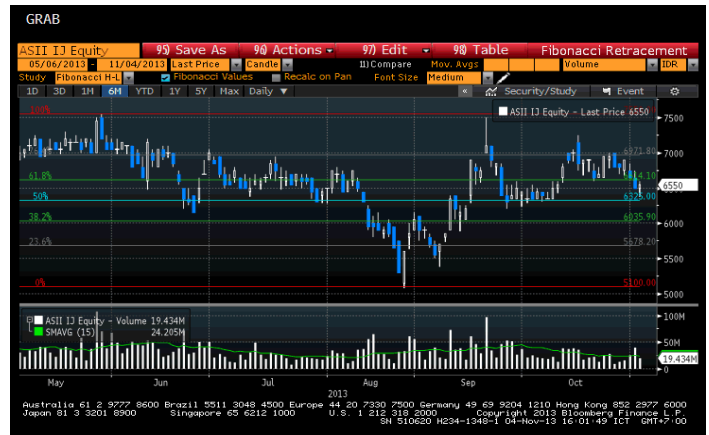 GRAB
ASII IJ Equity 95) Save As 96) Actions 97) Edit 98) Table Fibonacci Retracement
05/06/2013 - 11/04/2013 Last Price Candle 11) Compare Mov. Avgs Volume IDR
Study Fibonacci H-L Fibonacci Values Recalc on Pan Font Size Medium
1D 3D 1M 6M YTD 1Y 5Y Max Daily ▼ « Security/Study Event
100%
ASII IJ Equity - Last Price 6550
7500
6971.80
7000
61.8%
6550
50%
38.2%
6035.90
6000
23.6%
5678.20
5500
0%
5100.00
5000
ASII IJ Equity - Volume 19.434M
SMAVG (15) 24.205M
100M
50M
19.434M
0
May Jun Jul Aug Sep Oct
2013
Australia 61 2 9777 8600 Brazil 5511 3048 4500 Europe 44 20 7330 7500 Germany 49 69 9204 1210 Hong Kong 852 2977 6000
Japan 81 3 3201 8900 Singapore 65 6212 1000 U.S. 1 212 318 2000 Copyright 2013 Bloomberg Finance L.P.
SN 510620 H234-1348-1 04-Nov-13 16:01:49 ICT GMT+7:00